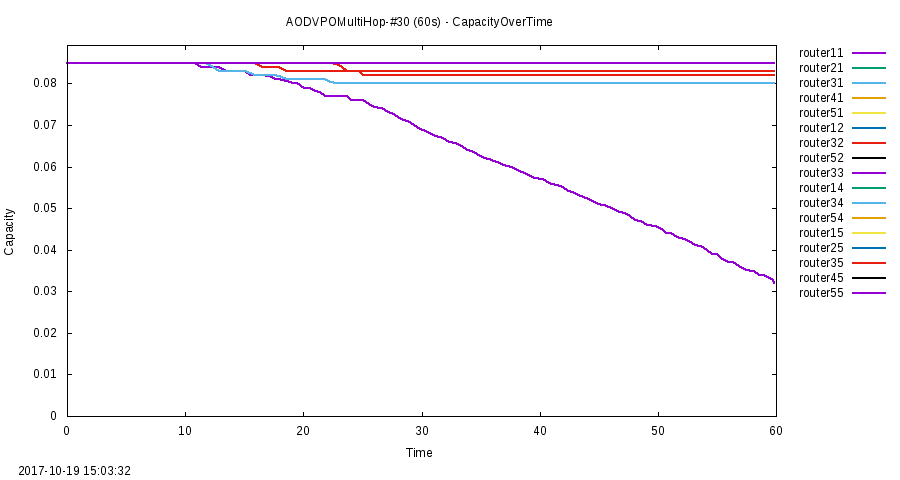 AODVPOMultiHop-#30 (60s) - CapacityOverTime
router11
router21
router31
router41
router51
router12
router32
router52
router33
router14
router34
router54
router15
router25
router35
router45
router55
Capacity
0.08
0.07
0.06
0.05
0.04
0.03
0.02
0.01
0
0 10 20 30 40 50 60
Time
2017-10-19 15:03:32